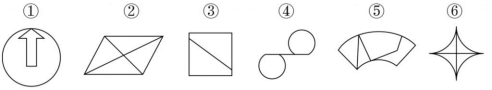 ① ② ③ ④ ⑤ ⑥